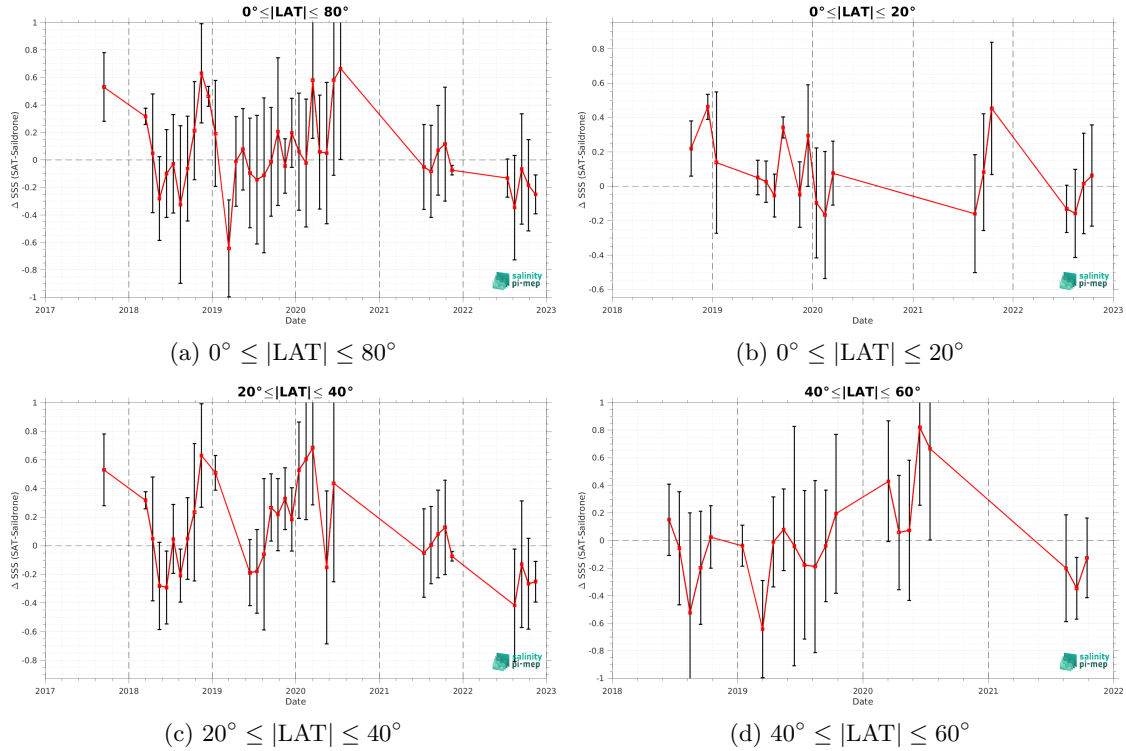 0°≤|LAT|≤ 80°
Δ SSS (SAT-Saildrone)
1
0.8
0.6
0.4
0.2
0
-0.2
-0.4
-0.6
-0.8
-1
2017 2018 2019 2020 2021 2022 2023
Date
salinity
pi-mep
(a) 0° ≤ |LAT| ≤ 80°
0°≤|LAT|≤ 20°
Δ SSS (SAT-Saildrone)
1
0.8
0.6
0.4
0.2
0
-0.2
-0.4
-0.6
2018 2019 2020 2021 2022 2023
Date
salinity
pi-mep
(b) 0° ≤ |LAT| ≤ 20°
20°≤|LAT|≤ 40°
Δ SSS (SAT-Saildrone)
1
0.8
0.6
0.4
0.2
0
-0.2
-0.4
-0.6
-0.8
2017 2018 2019 2020 2021 2022 2023
Date
salinity
pi-mep
(c) 20° ≤ |LAT| ≤ 40°
40°≤|LAT|≤ 60°
Δ SSS (SAT-Saildrone)
1
0.8
0.6
0.4
0.2
0
-0.2
-0.4
-0.6
-0.8
-1
2018 2019 2020 2021 2022
Date
salinity
pi-mep
(d) 40° ≤ |LAT| ≤ 60°